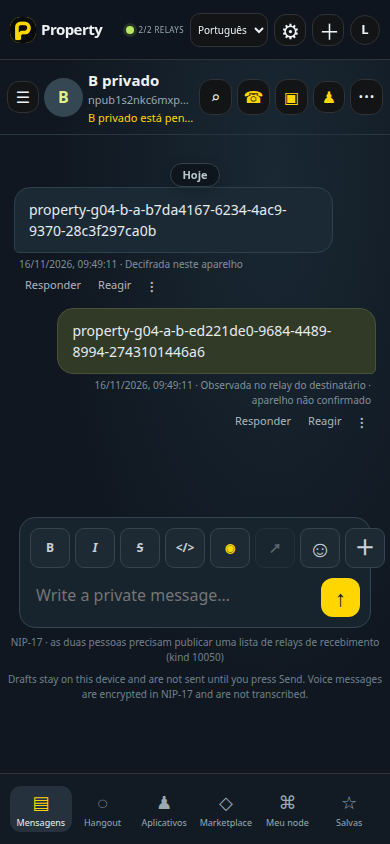 Property
2/2 RELAYS
Português
L
B
B privado
npub1s2nkc6mxp...
B privado está pen...
Hoje
property-g04-b-a-b7da4167-6234-4ac9-
9370-28c3f297ca0b
16/11/2026, 09:49:11 · Decifrada neste aparelho
Responder Reagir
property-g04-a-b-ed221de0-9684-4489-
8994-2743101446a6
16/11/2026, 09:49:11 · Observada no relay do destinatário ·
aparelho não confirmado
Responder Reagir
B I S </>
Write a private message...
NIP-17 · as duas pessoas precisam publicar uma lista de relays de recebimento
(kind 10050)
Drafts stay on this device and are not sent until you press Send. Voice messages
are encrypted in NIP-17 and are not transcribed.
Mensagens Hangout Aplicativos Marketplace Meu node Salvas